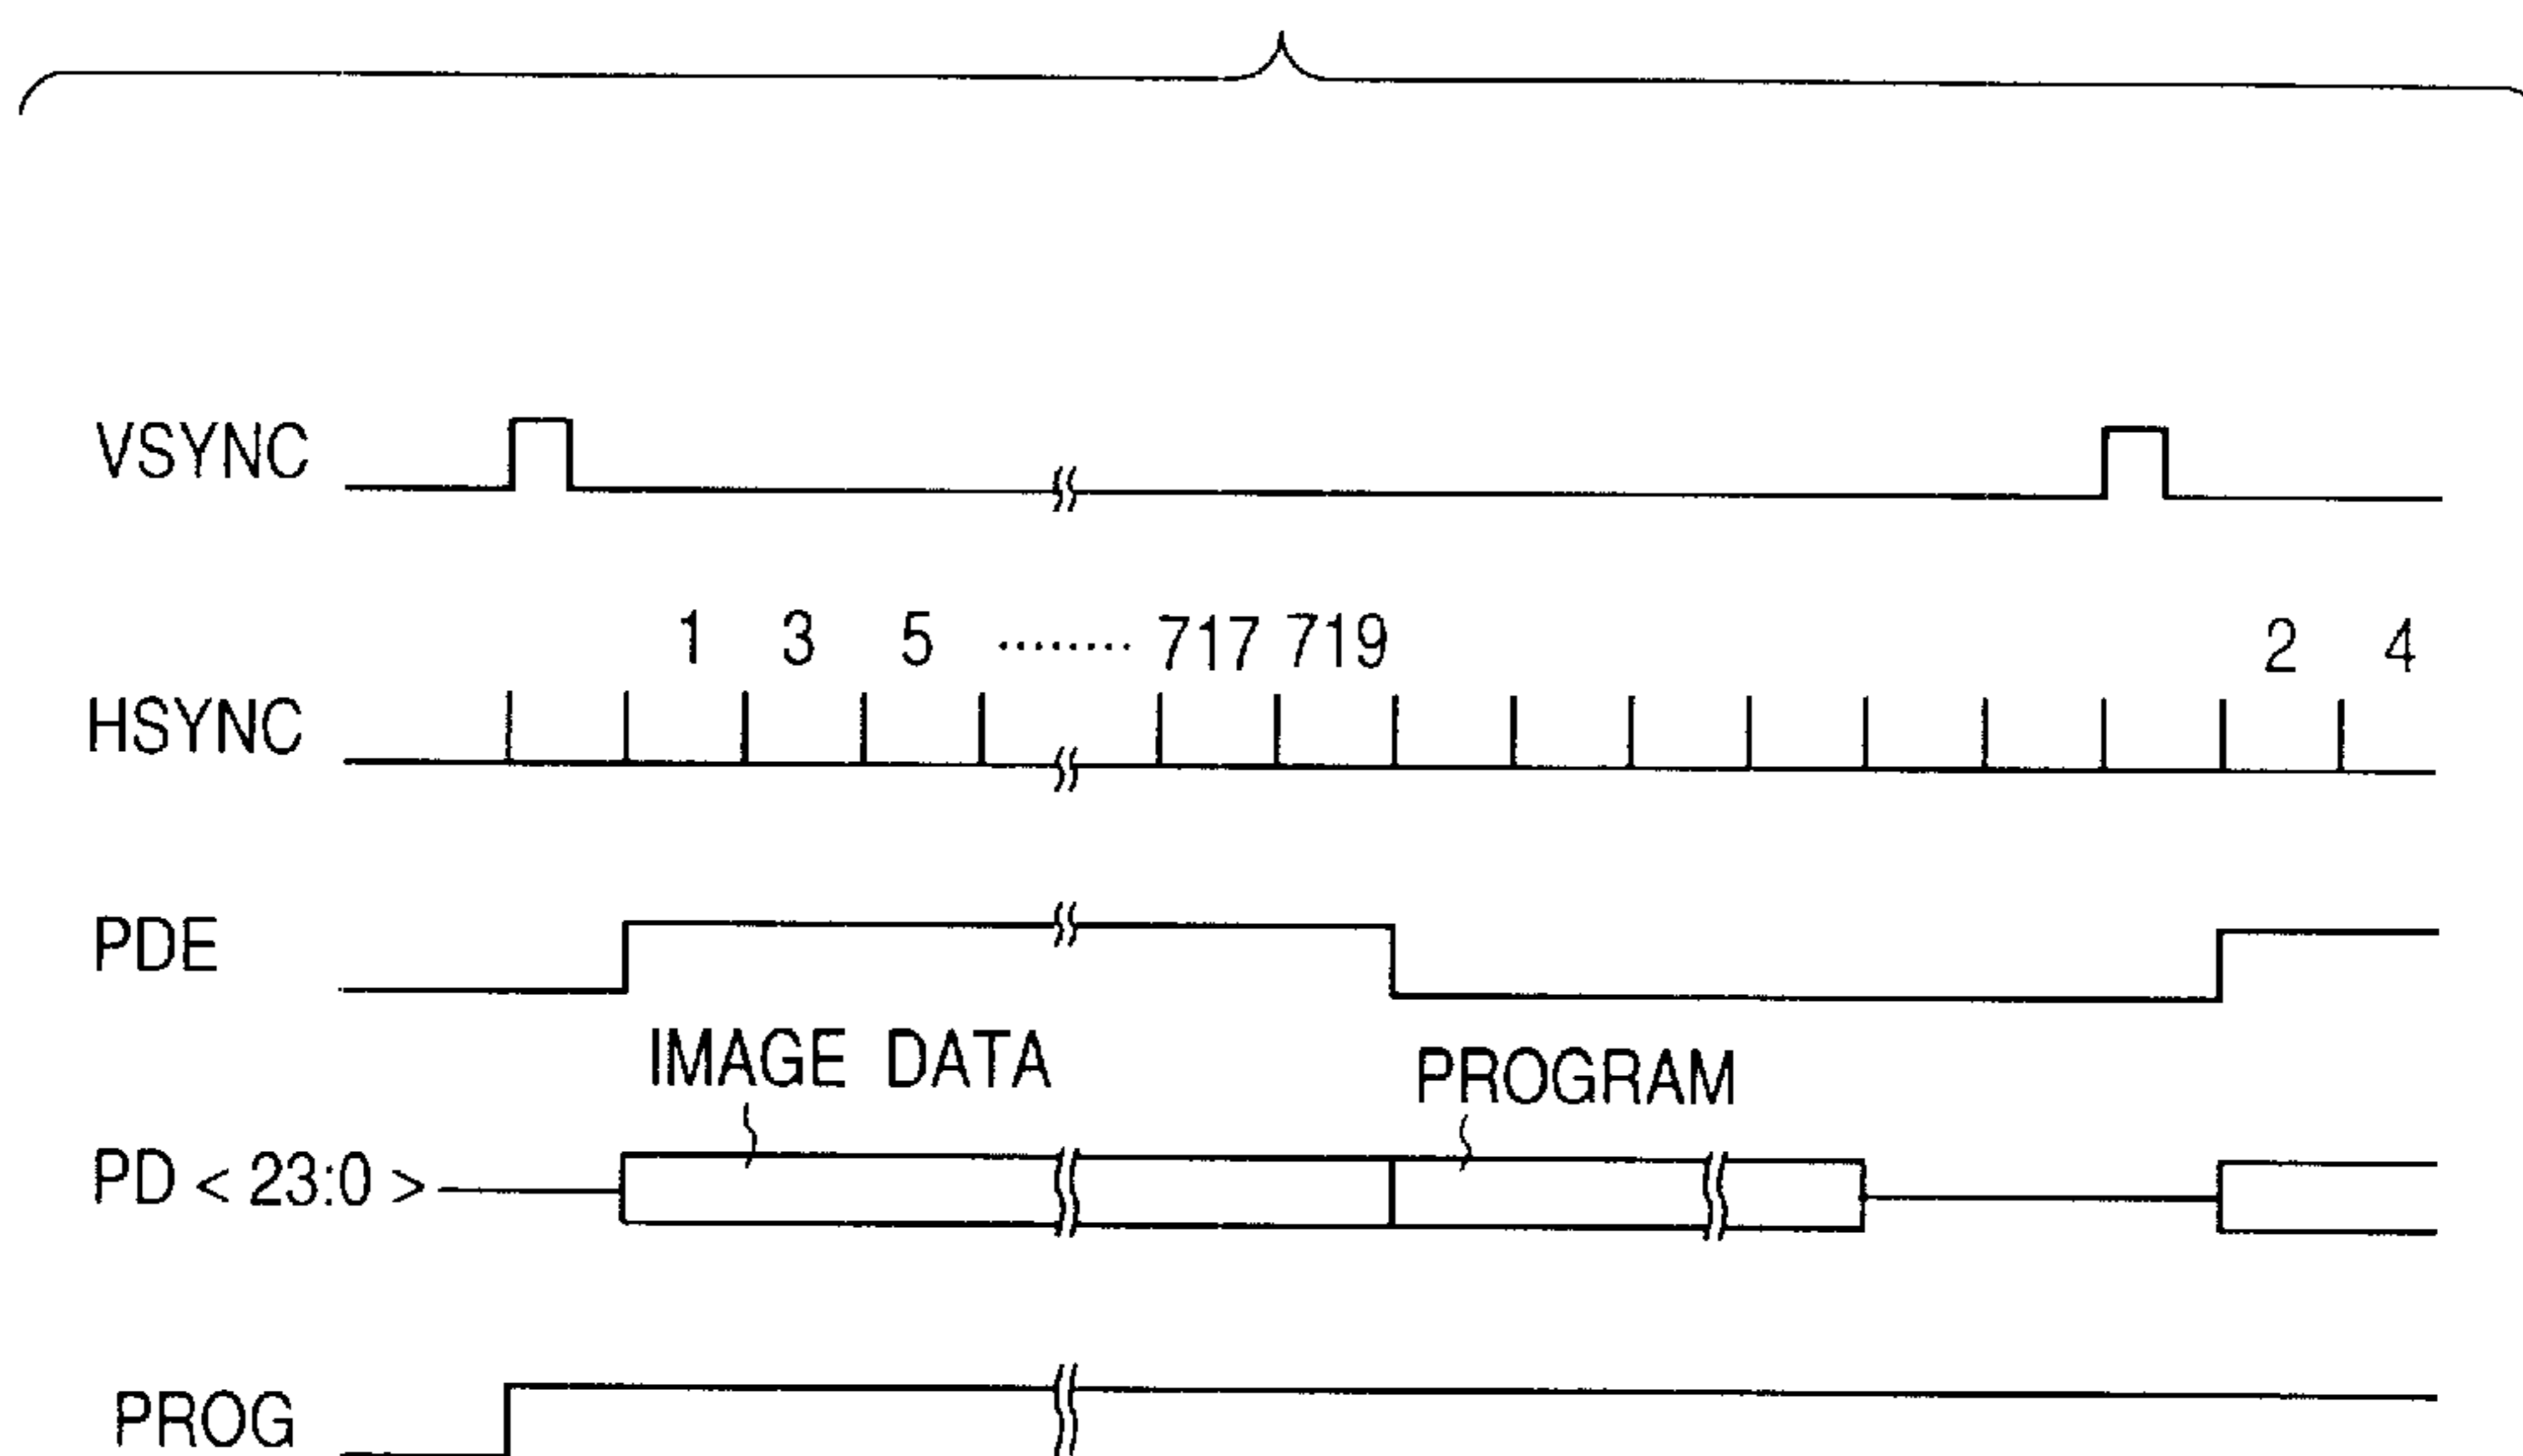 VSYNC
1 3 5 ········ 717 719 2 4
HSYNC
PDE
IMAGE DATA PROGRAM
PD < 23:0 >
PROG